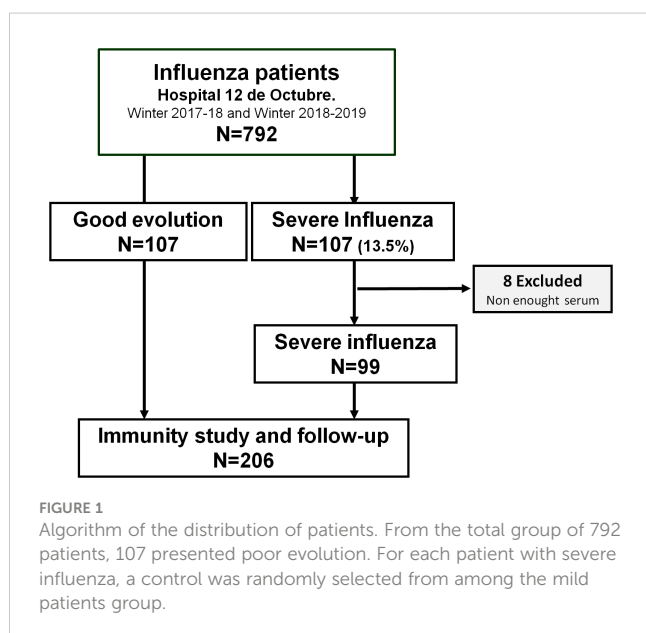 Influenza patients
Hospital 12 de Octubre.
Winter 2017-18 and Winter 2018-2019
N=792
Good evolution
N=107
Severe Influenza
N=107 (13.5%)
8 Excluded
Non enought serum
Severe influenza
N=99
Immunity study and follow-up
N=206
FIGURE 1
Algorithm of the distribution of patients. From the total group of 792
patients, 107 presented poor evolution. For each patient with severe
influenza, a control was randomly selected from among the mild
patients group.